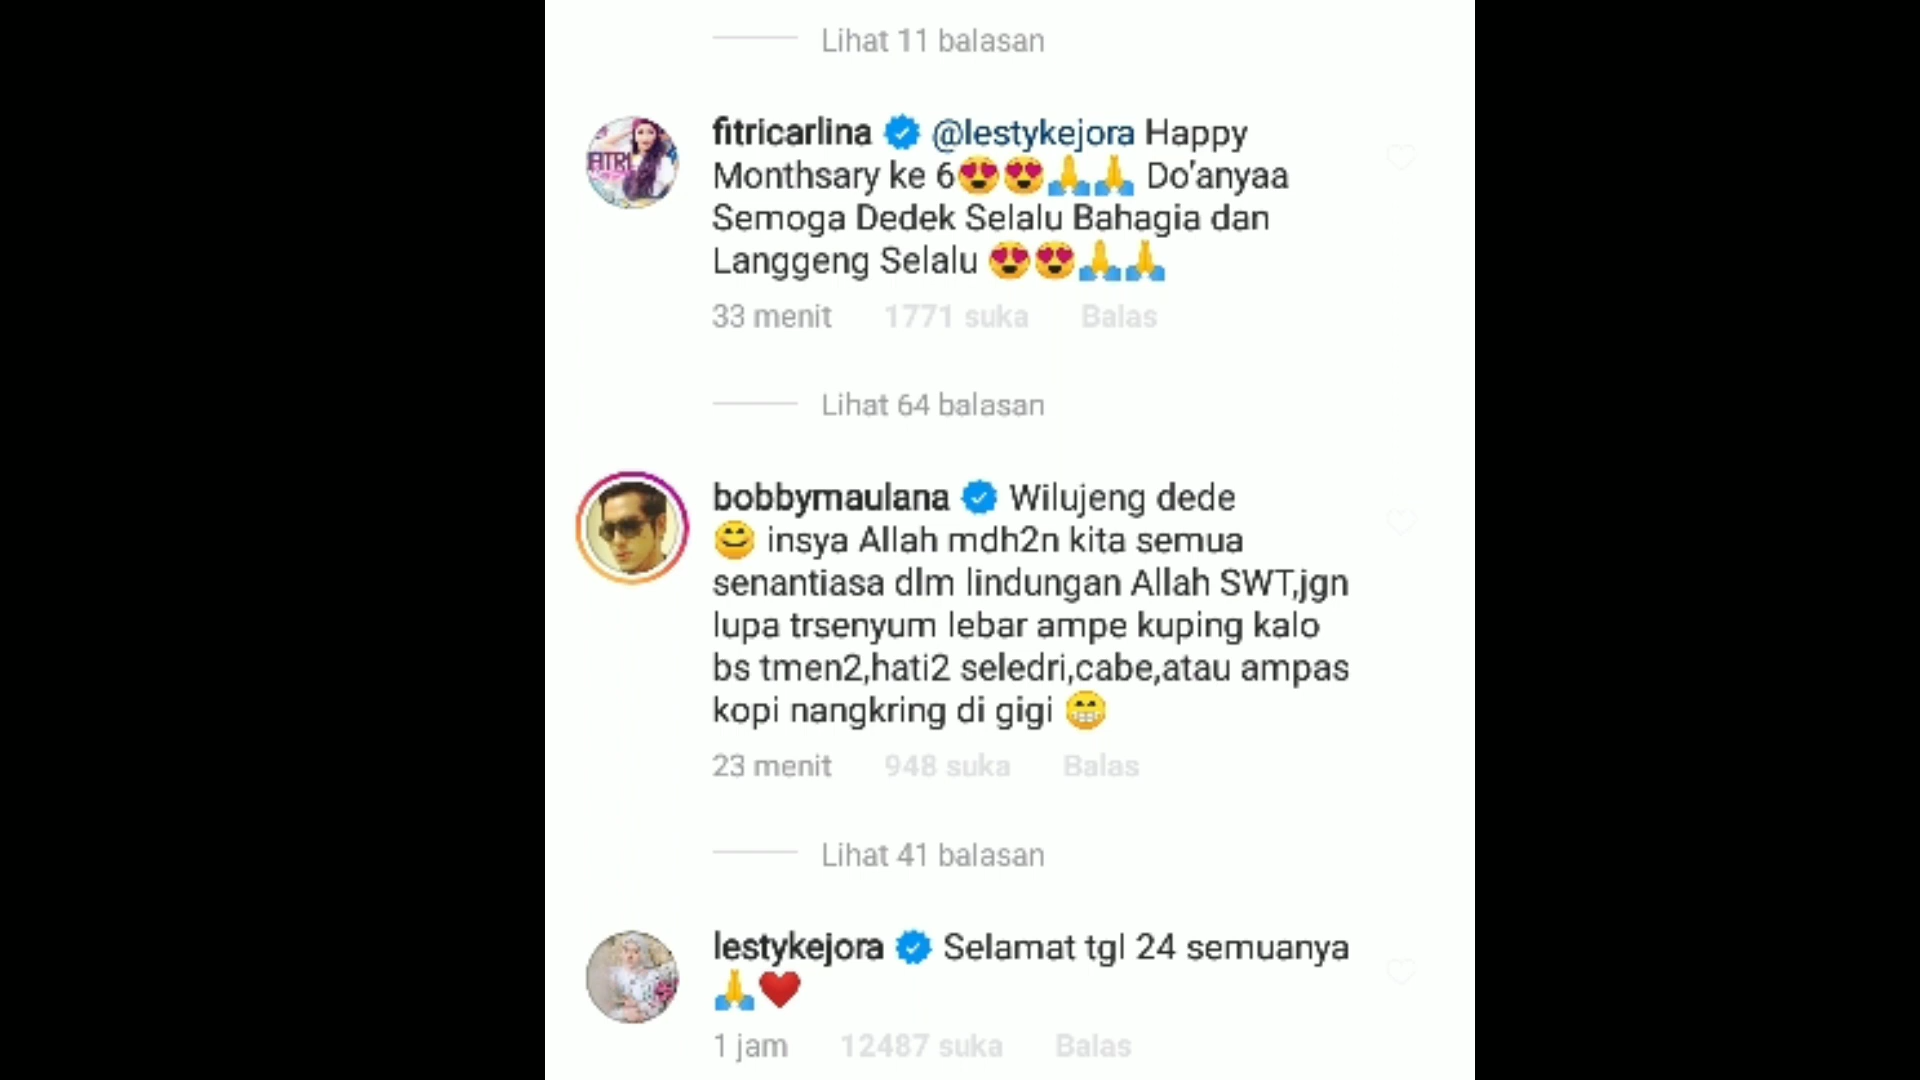 Lihat 11 balasan
fitricarlina @lestykejora Happy
Monthsary ke 6😍😍🙏🙏 Do'anyaa
Semoga Dedek Selalu Bahagia dan
Langgeng Selalu 😍😍🙏🙏
33 menit 1771 suka Balas
Lihat 64 balasan
bobbymaulana Wilujeng dede
😊 insya Allah mdh2n kita semua
senantiasa dlm lindungan Allah SWT,jgn
lupa trsenyum lebar ampe kuping kalo
bs tmen2,hati2 seledri,cabe,atau ampas
kopi nangkring di gigi 😁
23 menit 948 suka Balas
Lihat 41 balasan
lestykejora Selamat tgl 24 semuanya
🙏❤️
1 jam 12487 suka Balas
FITRI